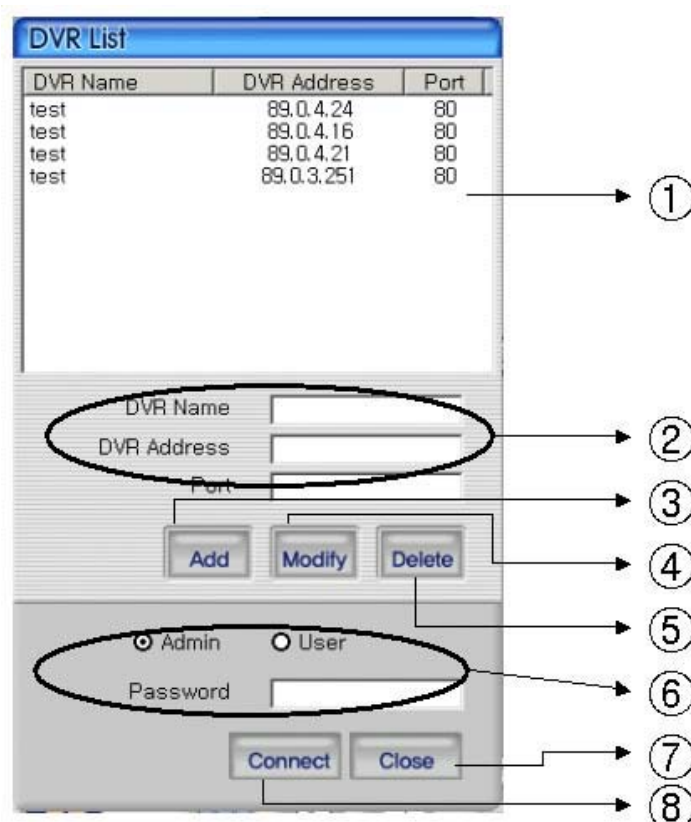 DVR List
DVR Name DVR Address Port
test 89.0.4.24 80
test 89.0.4.16 80
test 89.0.4.21 80
test 89.0.3.251 80
①
DVR Name
②
DVR Address
Port
③
Add Modify Delete
④
⑤
Admin User
⑥
Password
Connect Close
⑦
⑧